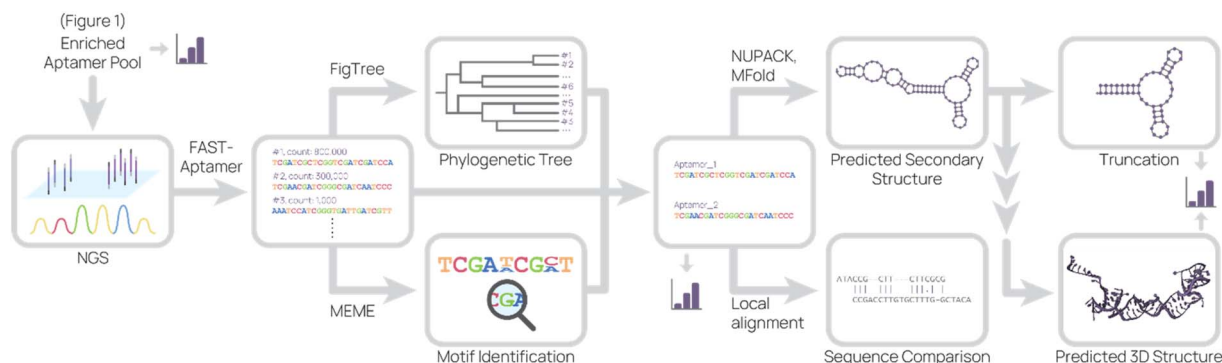 (Figure 1)
Enriched
Aptamer Pool
NGS
FAST-
Aptamer
#1, count: 800,000
TCGATCGCTCGGTCGATCGATCCA
#2, count: 300,000
TCGAACGATCGGGCGATCAATCCC
#3, count: 1,000
AAATCCATCGGGTGATTGATCGTT
FigTree
#1
#2
...
#6
...
#5
#4
#3
...
Phylogenetic Tree
MEME
TCGATCGCT
CGA
Motif Identification
Aptamer_1
TCGATCGCTCGGTCGATCGATCCA
Aptamer_2
TCGAACGATCGGGCGATCAATCCC
NUPACK,
MFold
Predicted Secondary
Structure
Local
alignment
ATACCG---CTT----CTTCGCG
CCGACCTTGTGCTTTG-GCTACA
Sequence Comparison
Truncation
Predicted 3D Structure